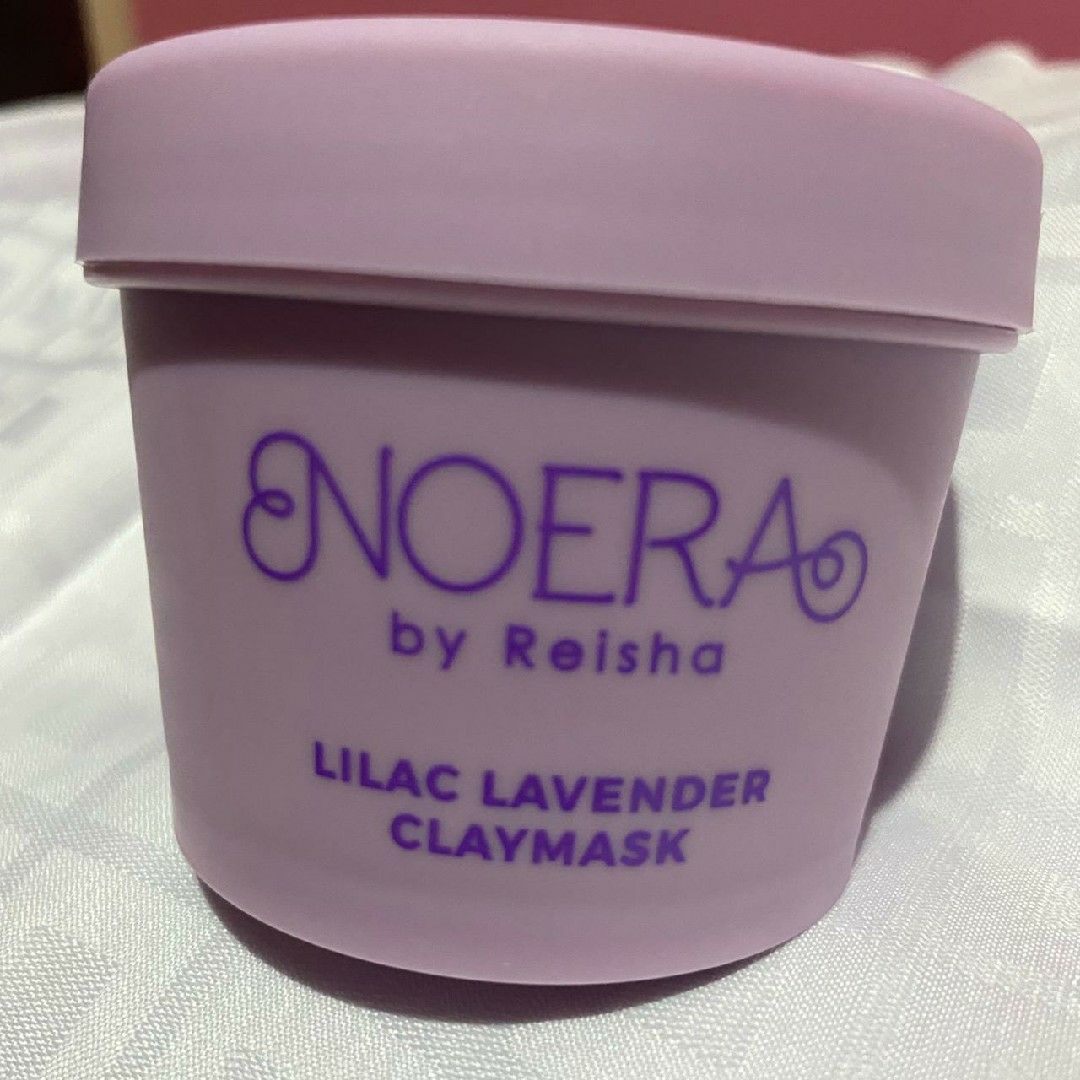 NOERA
by Reisha
LILAC LAVENDER
CLAYMASK